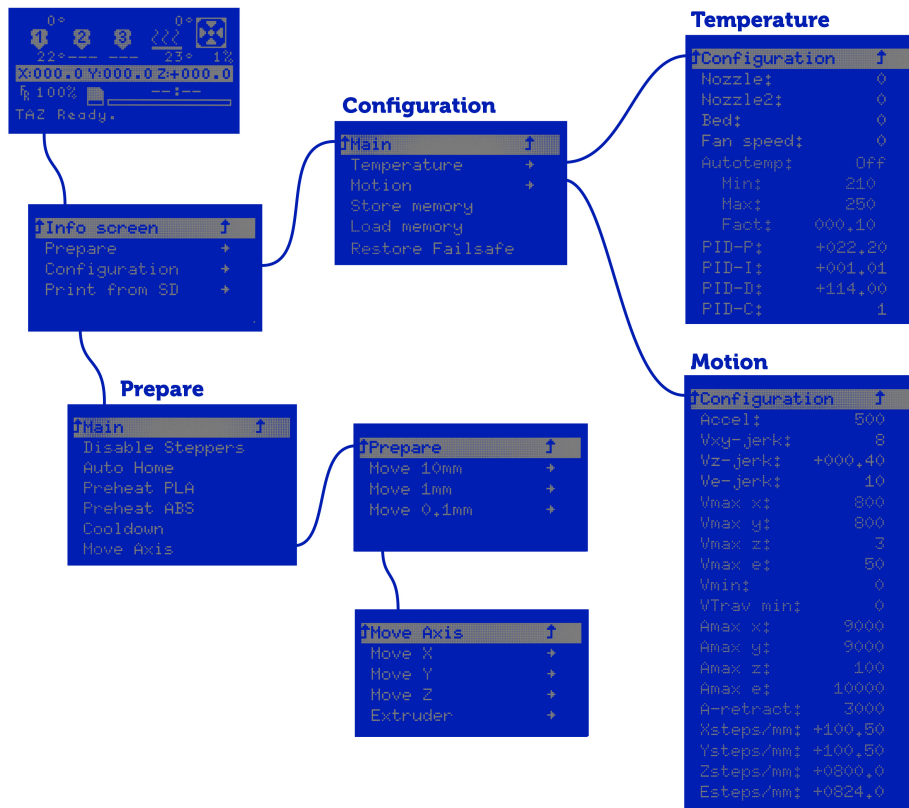 0° 0°
1 2 3
22°--- --- 23° 1%
X:000.0 Y:000.0 Z:+000.0
FR 100% --:--
TAZ Ready.
Info screen
Prepare →
Configuration →
Print from SD →
Prepare
Main
Disable Steppers
Auto Home
Preheat PLA
Preheat ABS
Cooldown
Move Axis
Prepare
Move 10mm →
Move 1mm →
Move 0.1mm →
Move Axis
Move X →
Move Y →
Move Z →
Extruder →
Configuration
Main
Temperature →
Motion →
Store memory
Load memory
Restore Failsafe
Temperature
Configuration
Nozzle: 0
Nozzle2: 0
Bed: 0
Fan speed: 0
Autotemp: Off
Min: 210
Max: 250
Fact: 000.10
PID-P: +022.20
PID-I: +001.01
PID-D: +114.00
PID-C: 1
Motion
Configuration
Accel: 500
Vxy-jerk: 8
Vz-jerk: +000.40
Ve-jerk: 10
Vmax x: 800
Vmax y: 800
Vmax z: 3
Vmax e: 50
Vmin: 0
VTrav min: 0
Amax x: 9000
Amax y: 9000
Amax z: 100
Amax e: 10000
A-retract: 3000
Xsteps/mm: +100.50
Ysteps/mm: +100.50
Zsteps/mm: +0800.0
Esteps/mm: +0824.0